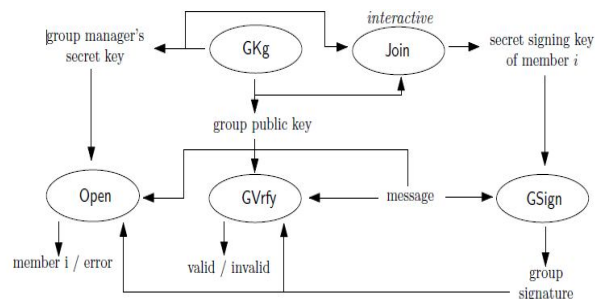 interactive
group manager's
secret key
GKg
Join
secret signing key
of member i
group public key
Open
GVrfy
message
GSign
member i / error
valid / invalid
group
signature